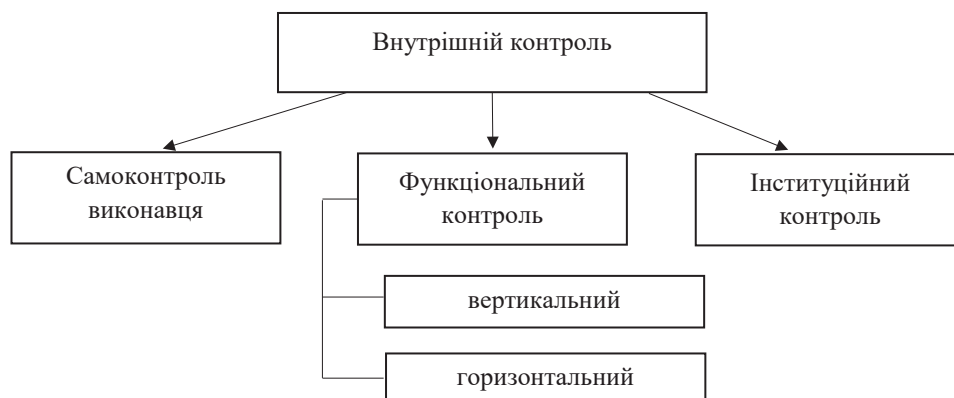 Внутрішній контроль
Самоконтроль
виконавця
Функціональний
контроль
Інституційний
контроль
вертикальний
горизонтальний